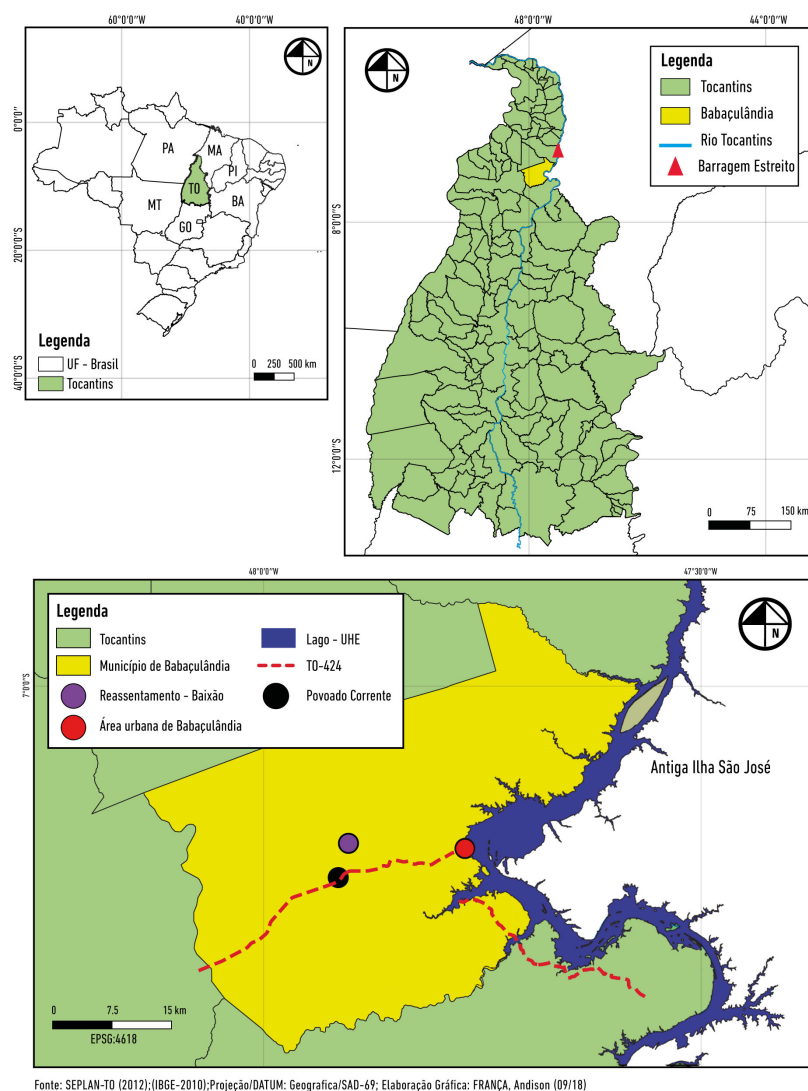 60°0'0"W
40°0'0"W
0°0'0"
20°0'0"S
40°0'0"S
N
PA
MA
TO
PI
MT
BA
GO
Legenda
UF - Brasil
Tocantins
0 250 500 km
48°0'0"W
44°0'0"W
8°0'0"S
12°0'0"S
N
Legenda
Tocantins
Babaçulândia
Rio Tocantins
Barragem Estreito
0 75 150 km
48°0'0"W
47°30'0"W
7°0'0"S
Legenda
Tocantins
Município de Babaçulândia
Reassentamento - Baixão
Área urbana de Babaçulândia
Lago - UHE
TO-424
Povoado Corrente
N
Antiga Ilha São José
0 7.5 15 km
EPSG:4618
Fonte: SEPLAN-TO (2012);(IBGE-2010);Projeção/DATUM: Geografica/SAD-69; Elaboração Gráfica: FRANÇA, Andison (09/18)